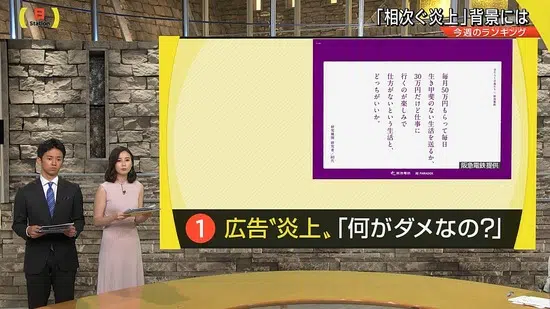 日
Station
「相次ぐ炎上」背景には
今週のランキング
毎月50万円もらって毎日
生き甲斐のない生活を送るか、
30万円だけど仕事に
行くのが楽しみで
仕方がないという生活と、
どっちがいいか。
阪急電鉄提供
1 広告〝炎上〟「何がダメなの?」